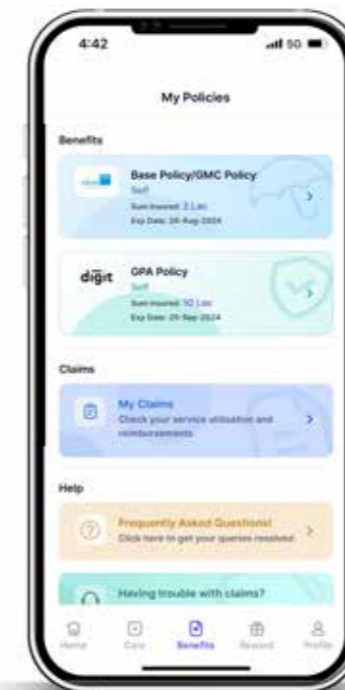 4:42
5G
My Policies
Benefits
Base Policy/GMC Policy
Self
Sum Insured: 2 Lac
Exp Date: 26-Aug-2024
digit
GPA Policy
Self
Sum Insured: 10 Lac
Exp Date: 29-Sep-2024
Claims
My Claims
Check your service utilisation and
reimbursements
Help
Frequently Asked Questions!
Click here to get your queries resolved
Having trouble with claims?
Home
Care
Benefits
Reward
Profile